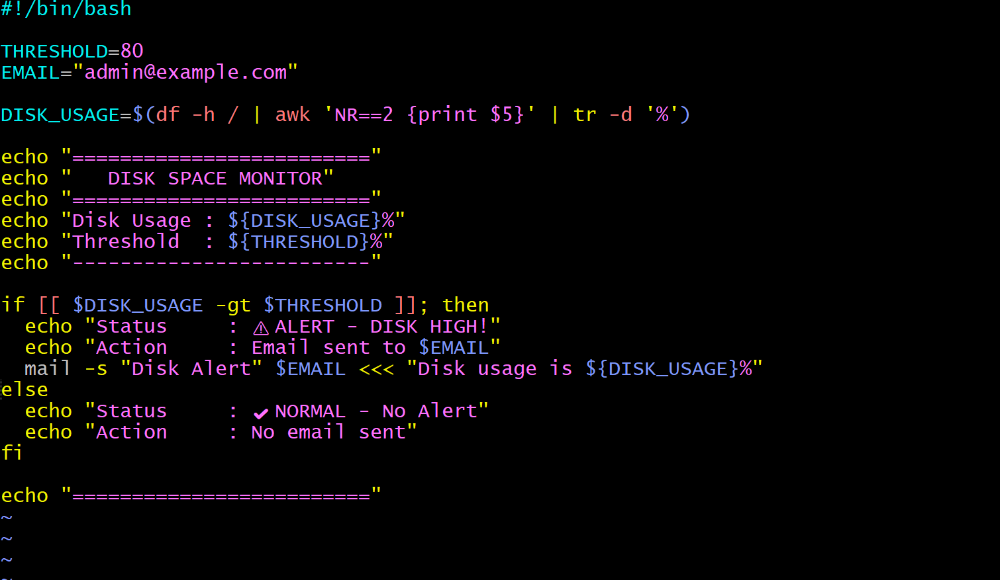 #!/bin/bash

THRESHOLD=80
EMAIL="admin@example.com"

DISK_USAGE=$(df -h / | awk 'NR==2 {print $5}' | tr -d '%')

echo "========================="
echo "   DISK SPACE MONITOR"
echo "========================="
echo "Disk Usage : ${DISK_USAGE}%"
echo "Threshold  : ${THRESHOLD}%"
echo "-------------------------"

if [[ $DISK_USAGE -gt $THRESHOLD ]]; then
  echo "Status     : ⚠ ALERT - DISK HIGH!"
  echo "Action     : Email sent to $EMAIL"
  mail -s "Disk Alert" $EMAIL <<< "Disk usage is ${DISK_USAGE}%"
else
  echo "Status     : ✔ NORMAL - No Alert"
  echo "Action     : No email sent"
fi

echo "========================="
~
~
~
~